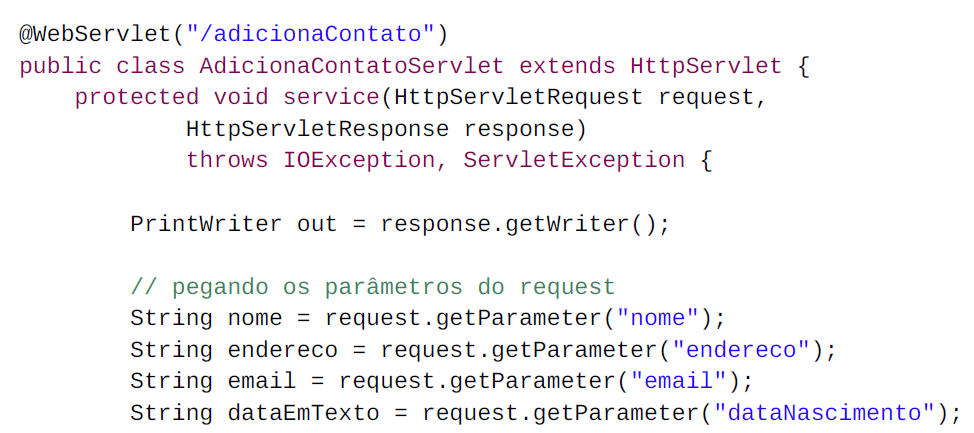 @WebServlet("/adicionaContato")
public class AdicionaContatoServlet extends HttpServlet {
    protected void service(HttpServletRequest request,
            HttpServletResponse response)
            throws IOException, ServletException {

        PrintWriter out = response.getWriter();

        // pegando os parâmetros do request
        String nome = request.getParameter("nome");
        String endereco = request.getParameter("endereco");
        String email = request.getParameter("email");
        String dataEmTexto = request.getParameter("dataNascimento");